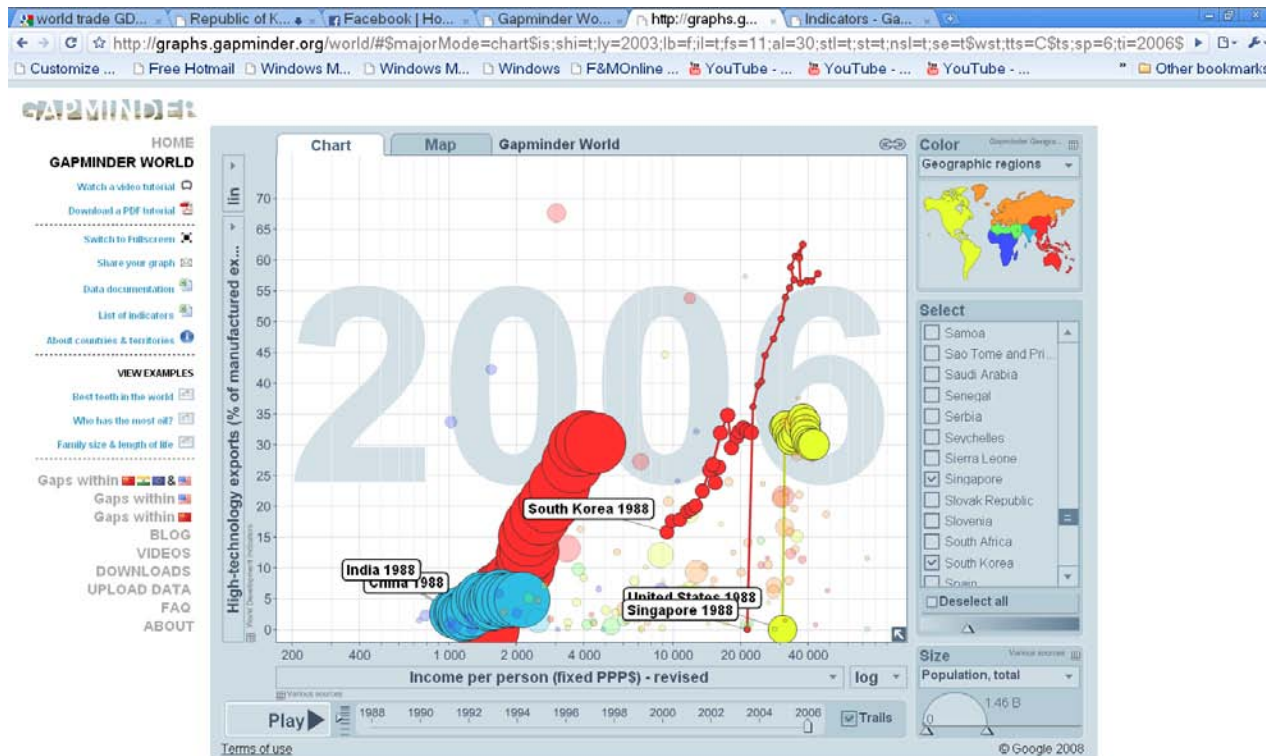 world trade GD...
Republic of K...
Facebook | Ho...
Gapminder Wo...
http://graphs.g...
Indicators - Ga...
http://graphs.gapminder.org/world/#$majorMode=chart$is;shi=t;ly=2003;lb=f;il=t;fs=11;al=30;stl=t;st=t;nsl=t;se=t$wst;tts=C$ts;sp=6;ti=2006$
Customize ...
Free Hotmail
Windows M...
Windows M...
Windows
F&MOnline ...
YouTube - ...
YouTube - ...
YouTube - ...
Other bookmarks
GAPMINDER
HOME
GAPMINDER WORLD
Watch a video tutorial
Download a PDF tutorial
Switch to Fullscreen
Share your graph
Data documentation
List of indicators
About countries & territories
VIEW EXAMPLES
Best teeth in the world
Who has the most oil?
Family size & length of life
Gaps within &
Gaps within
Gaps within
BLOG
VIDEOS
DOWNLOADS
UPLOAD DATA
FAQ
ABOUT
Chart
Map
Gapminder World
lin
High-technology exports (% of manufactured ex...
World Development Indicators
70
65
60
55
50
45
40
35
30
25
20
15
10
5
0
2006
South Korea 1988
India 1988
China 1988
United States 1988
Singapore 1988
200
400
1 000
2 000
4 000
10 000
20 000
40 000
Income per person (fixed PPP$) - revised
log
Various sources
Play
1988
1990
1992
1994
1996
1998
2000
2002
2004
2006
Trails
Terms of use
Color
Gapminder Geogra...
Geographic regions
Select
Samoa
Sao Tome and Pri...
Saudi Arabia
Senegal
Serbia
Seychelles
Sierra Leone
Singapore
Slovak Republic
Slovenia
South Africa
South Korea
Spain
Deselect all
Size
Various sources
Population, total
1.46 B
0
© Google 2008